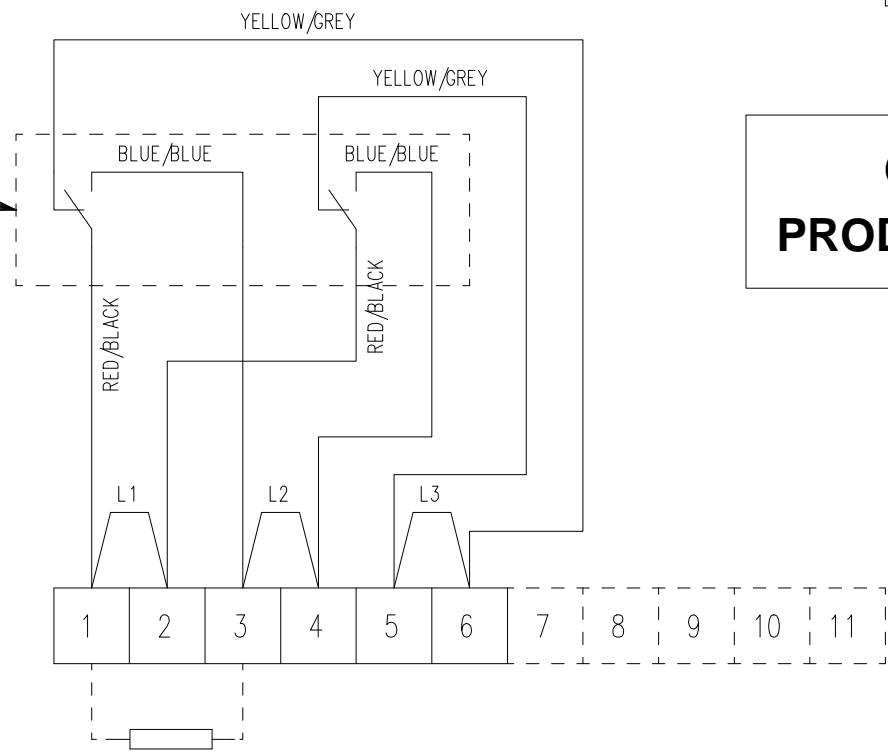 YELLOW/GREY
YELLOW/GREY
BLUE/BLUE
BLUE/BLUE
RED/BLACK
RED/BLACK
L1
L2
L3
1 2 3 4 5 6 7 8 9 10 11